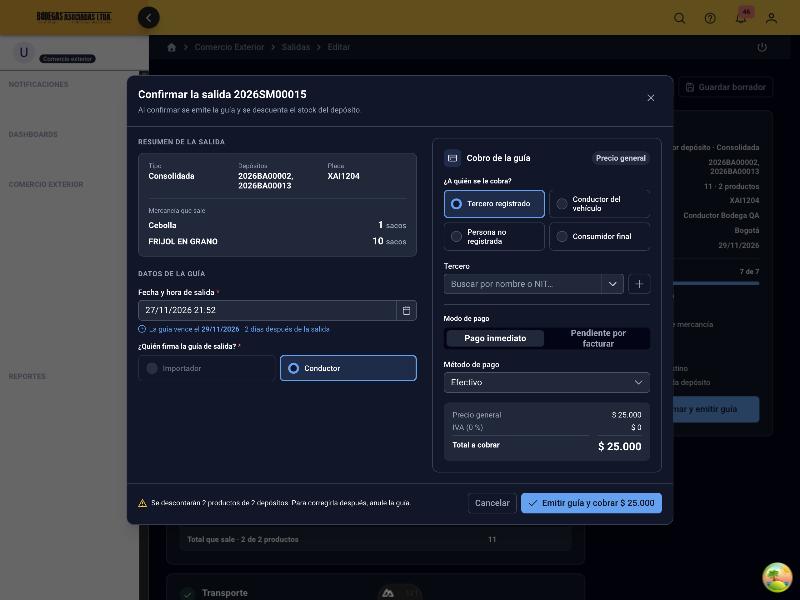 BODEGAS ASOCIADAS LTDA.
46
U
Comercio Exterior
Comercio Exterior > Salidas > Editar
NOTIFICACIONES
DASHBOARDS
COMERCIO EXTERIOR
REPORTES
Guardar borrador
or depósito · Consolidada
2026BA00002,
2026BA00013
11 · 2 productos
XAI1204
Conductor Bodega QA
Bogotá
29/11/2026
7 de 7
e mercancía
tino
da depósito
mar y emitir guía
Confirmar la salida 2026SM00015
Al confirmar se emite la guía y se descuenta el stock del depósito.
RESUMEN DE LA SALIDA
Tipo
Consolidada
Depósitos
2026BA00002,
2026BA00013
Placa
XAI1204
Mercancía que sale
Cebolla 1 sacos
FRIJOL EN GRANO 10 sacos
DATOS DE LA GUÍA
Fecha y hora de salida *
27/11/2026 21:52
La guía vence el 29/11/2026 · 2 días después de la salida
¿Quién firma la guía de salida? *
Importador
Conductor
Cobro de la guía
Precio general
¿A quién se le cobra?
Tercero registrado
Conductor del
vehículo
Persona no
registrada
Consumidor final
Tercero
Buscar por nombre o NIT...
Modo de pago
Pago inmediato
Pendiente por
facturar
Método de pago
Efectivo
Precio general $ 25.000
IVA (0 %) $ 0
Total a cobrar $ 25.000
Se descontarán 2 productos de 2 depósitos. Para corregirla después, anule la guía.
Cancelar
Emitir guía y cobrar $ 25.000
Total que sale · 2 de 2 productos 11
Transporte